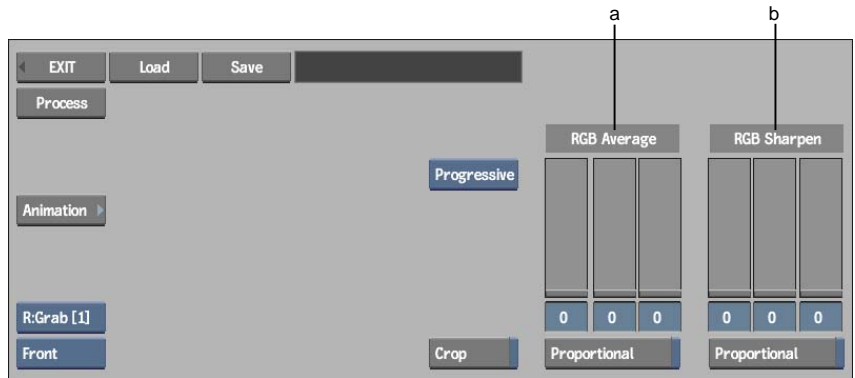 a b
EXIT Load Save
Process
RGB Average RGB Sharpen
Progressive
Animation
R:Grab [1] 0 0 0 0 0 0
Front Crop Proportional Proportional